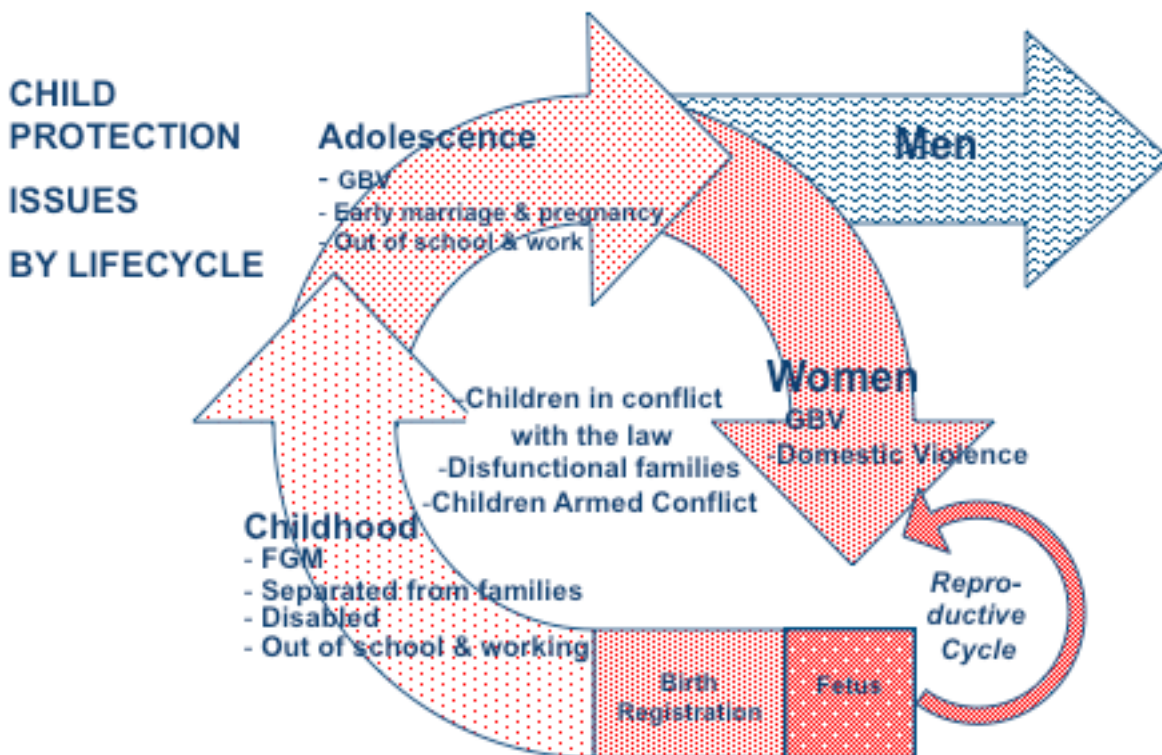 CHILD
PROTECTION
ISSUES
BY LIFECYCLE
Adolescence
- GBV
- Early marriage & pregnancy
- Out of school & work
Men
Women
- GBV
-Domestic Violence
-Children in conflict
with the law
-Disfunctional families
-Children Armed Conflict
Childhood
- FGM
- Separated from families
- Disabled
- Out of school & working
Birth
Registration
Fetus
Repro-
ductive
Cycle